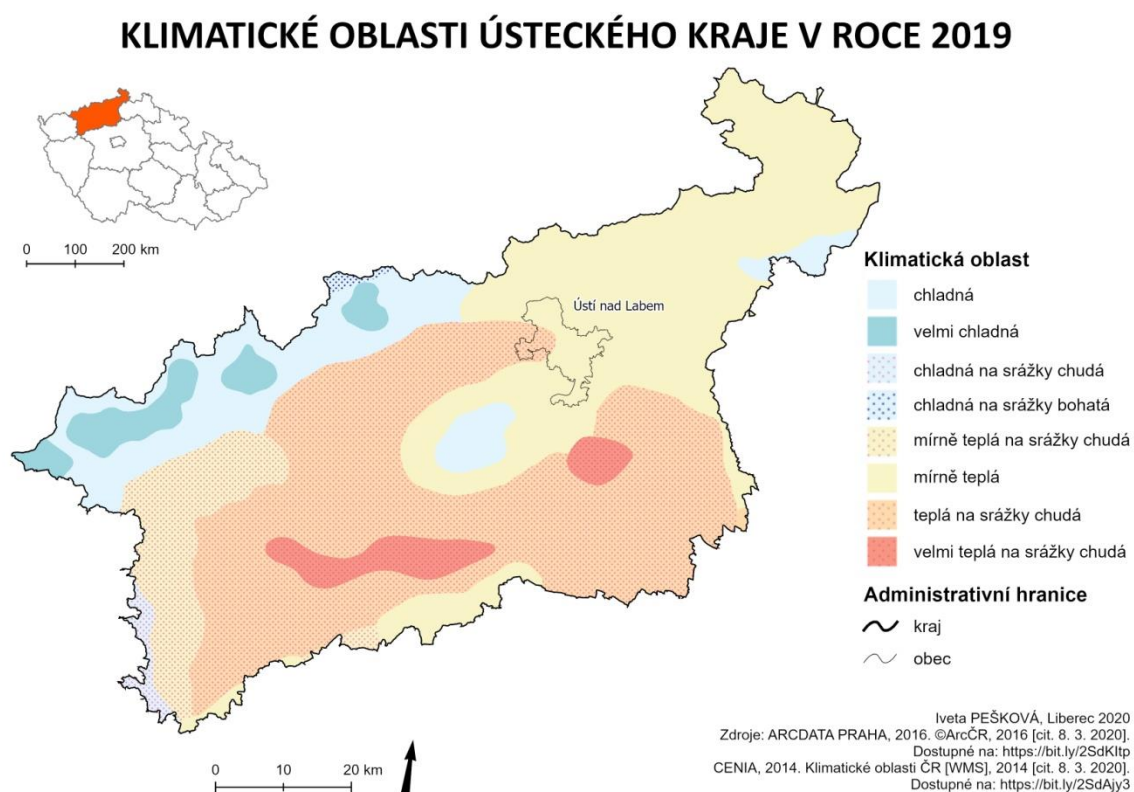 KLIMATICKÉ OBLASTI ÚSTECKÉHO KRAJE V ROCE 2019
0 100 200 km
Ústí nad Labem
Klimatická oblast
chladná
velmi chladná
chladná na srážky chudá
chladná na srážky bohatá
mírně teplá na srážky chudá
mírně teplá
teplá na srážky chudá
velmi teplá na srážky chudá
Administrativní hranice
kraj
obec
0 10 20 km
Iveta PEŠKOVÁ, Liberec 2020
Zdroje: ARCDATA PRAHA, 2016. ©ArcČR, 2016 [cit. 8. 3. 2020].
Dostupné na: https://bit.ly/2SdKItp
CENIA, 2014. Klimatické oblasti ČR [WMS], 2014 [cit. 8. 3. 2020].
Dostupné na: https://bit.ly/2SdAjy3